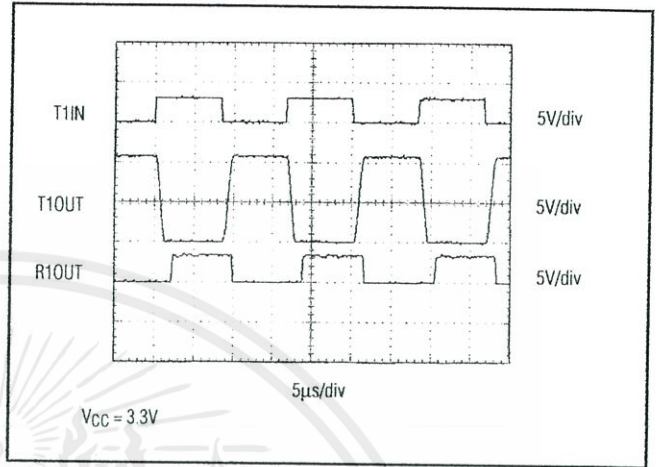 T1IN
5V/div
T1OUT
5V/div
R1OUT
5V/div
5μs/div
VCC = 3.3V